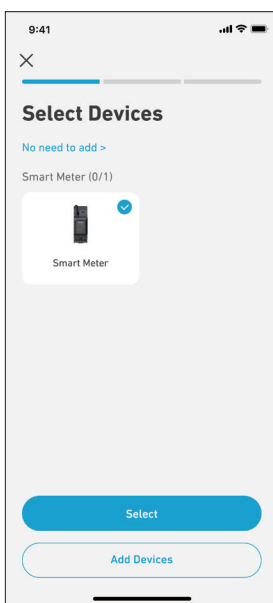 9:41
Select Devices
No need to add >
Smart Meter (0/1)
Smart Meter
Select
Add Devices